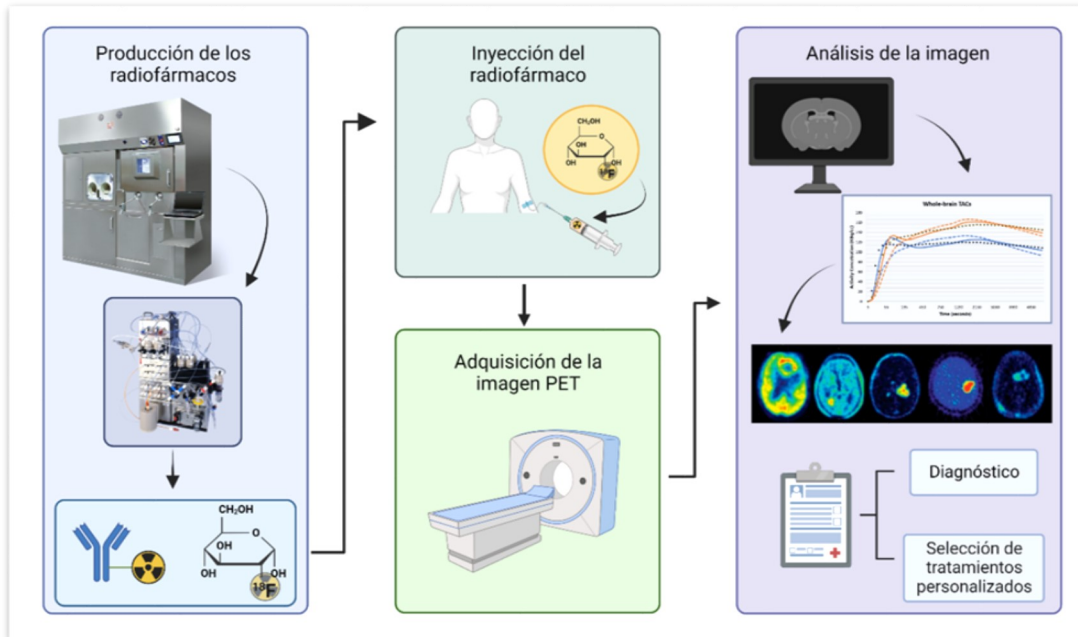 Producción de los
radiofármacos
CH₂OH
O
OH
OH
OH
¹⁸F
Inyección del
radiofármaco
CH₂OH
O
OH
OH
OH
¹⁸F
Adquisición de la
imagen PET
Análisis de la imagen
Whole-brain TACs
Time (seconds)
Diagnóstico
Selección de
tratamientos
personalizados